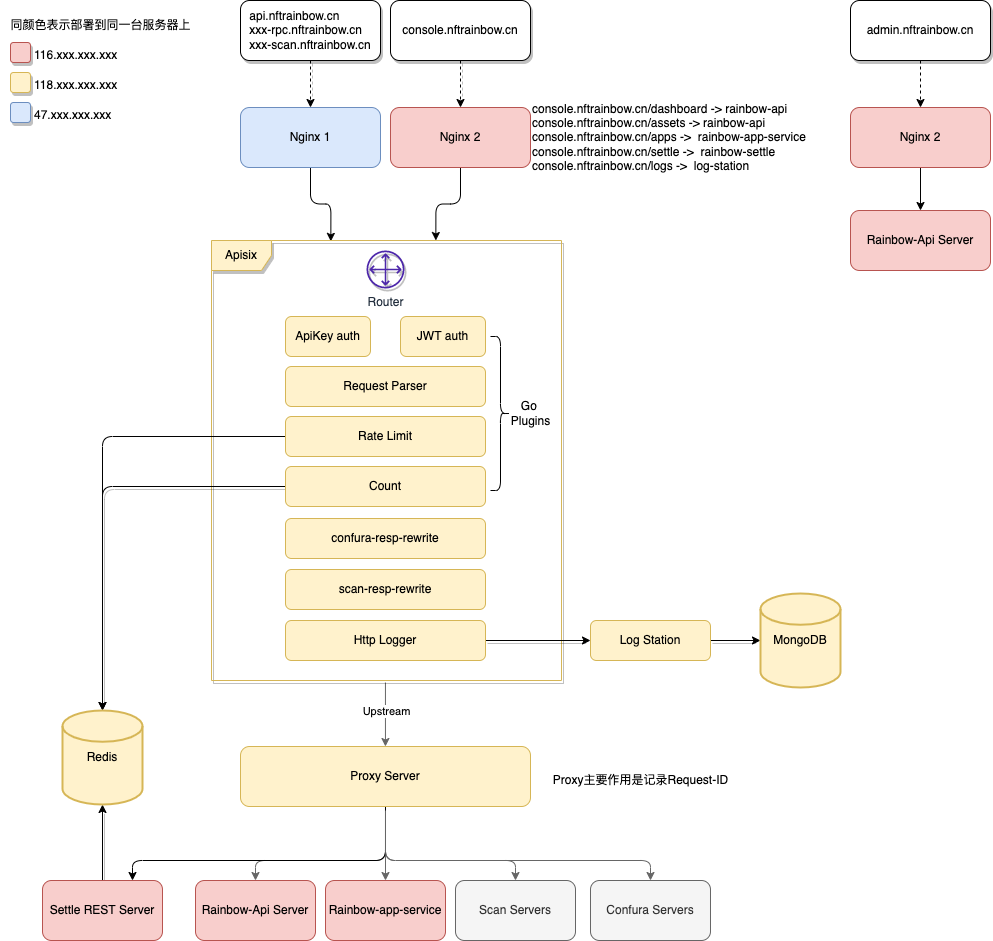 同颜色表示部署到同一台服务器上
116.xxx.xxx.xxx
118.xxx.xxx.xxx
47.xxx.xxx.xxx
api.nftrainbow.cn
xxx-rpc.nftrainbow.cn
xxx-scan.nftrainbow.cn
console.nftrainbow.cn
admin.nftrainbow.cn
Nginx 1
Nginx 2
console.nftrainbow.cn/dashboard -> rainbow-api
console.nftrainbow.cn/assets -> rainbow-api
console.nftrainbow.cn/apps -> rainbow-app-service
console.nftrainbow.cn/settle -> rainbow-settle
console.nftrainbow.cn/logs -> log-station
Nginx 2
Rainbow-Api Server
Apisix
Router
ApiKey auth
JWT auth
Request Parser
Go
Plugins
Rate Limit
Count
confura-resp-rewrite
scan-resp-rewrite
Http Logger
Log Station
MongoDB
Upstream
Redis
Proxy Server
Proxy主要作用是记录Request-ID
Settle REST Server
Rainbow-Api Server
Rainbow-app-service
Scan Servers
Confura Servers